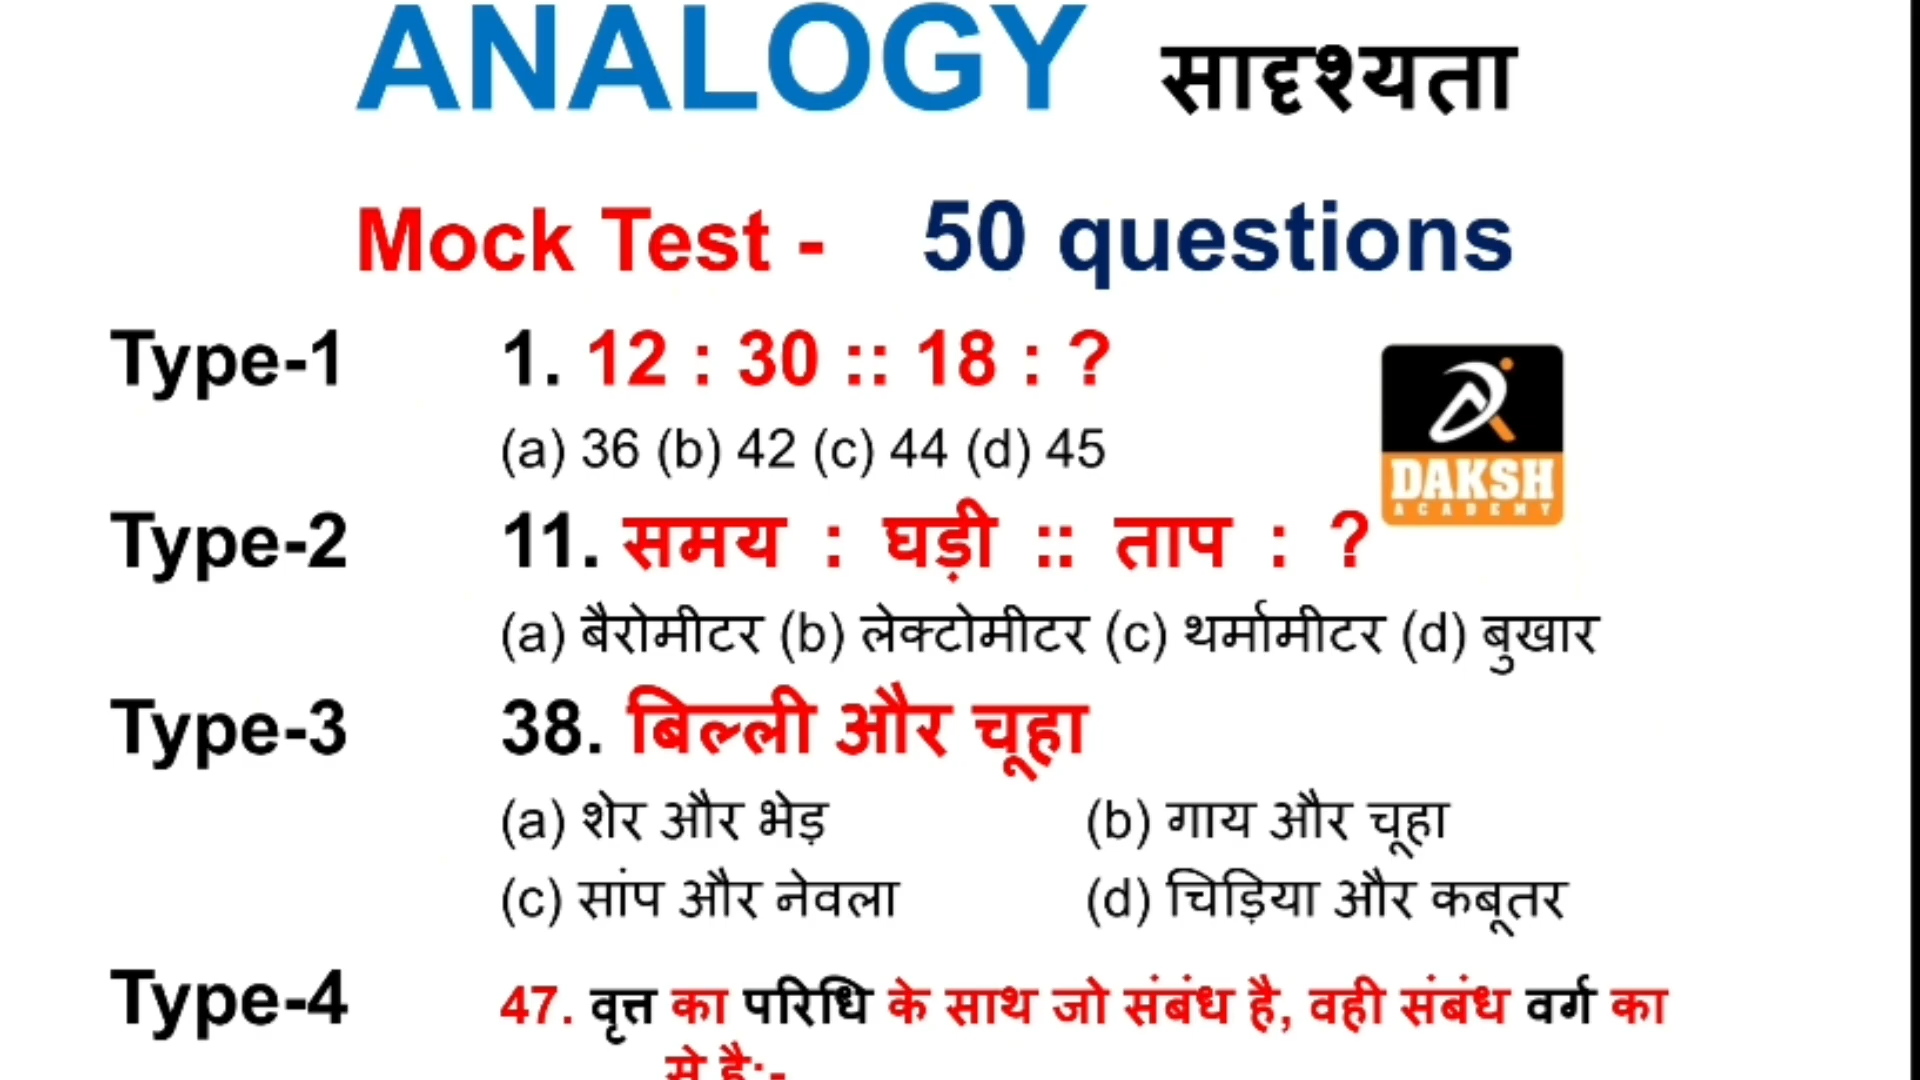 ANALOGY सादृश्यता
Mock Test - 50 questions
Type-1 1. 12 : 30 :: 18 : ?
(a) 36 (b) 42 (c) 44 (d) 45
DAKSH
ACADEMY
Type-2 11. समय : घड़ी :: ताप : ?
(a) बैरोमीटर (b) लेक्टोमीटर (c) थर्मामीटर (d) बुखार
Type-3 38. बिल्ली और चूहा
(a) शेर और भेड़ (b) गाय और चूहा
(c) सांप और नेवला (d) चिड़िया और कबूतर
Type-4 47. वृत्त का परिधि के साथ जो संबंध है, वही संबंध वर्ग का
से है:-